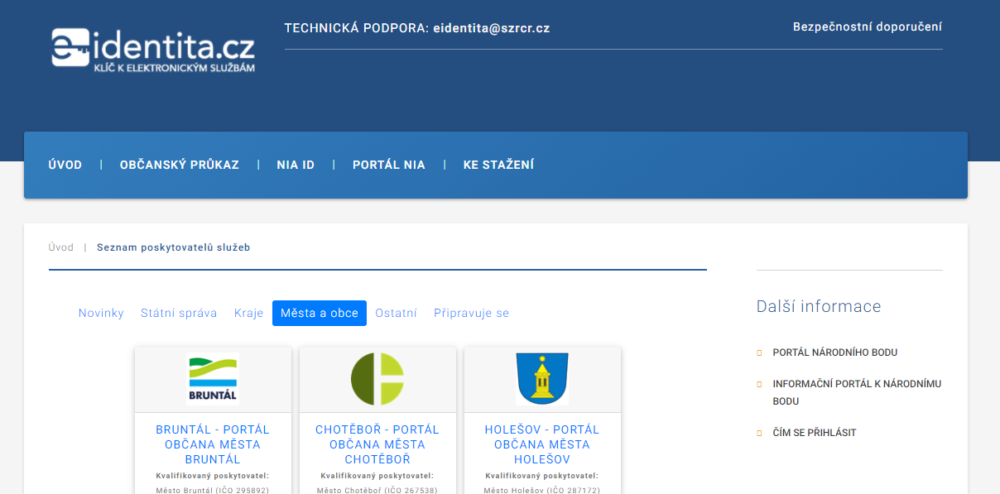 eidentita.cz
KLÍČ K ELEKTRONICKÝM SLUŽBÁM
TECHNICKÁ PODPORA: eidentita@szrcr.cz
Bezpečnostní doporučení
ÚVOD | OBČANSKÝ PRŮKAZ | NIA ID | PORTÁL NIA | KE STAŽENÍ
Úvod | Seznam poskytovatelů služeb
Novinky Státní správa Kraje Města a obce Ostatní Připravuje se
BRUNTÁL
BRUNTÁL - PORTÁL
OBČANA MĚSTA
BRUNTÁL
Kvalifikovaný poskytovatel:
Město Bruntál (IČO 295892)
CHOTĚBOŘ - PORTÁL
OBČANA MĚSTA
CHOTĚBOŘ
Kvalifikovaný poskytovatel:
Město Chotěboř (IČO 267538)
HOLEŠOV - PORTÁL
OBČANA MĚSTA
HOLEŠOV
Kvalifikovaný poskytovatel:
Město Holešov (IČO 287172)
Další informace
PORTÁL NÁRODNÍHO BODU
INFORMAČNÍ PORTÁL K NÁRODNÍMU
BODU
ČÍM SE PŘIHLÁSIT